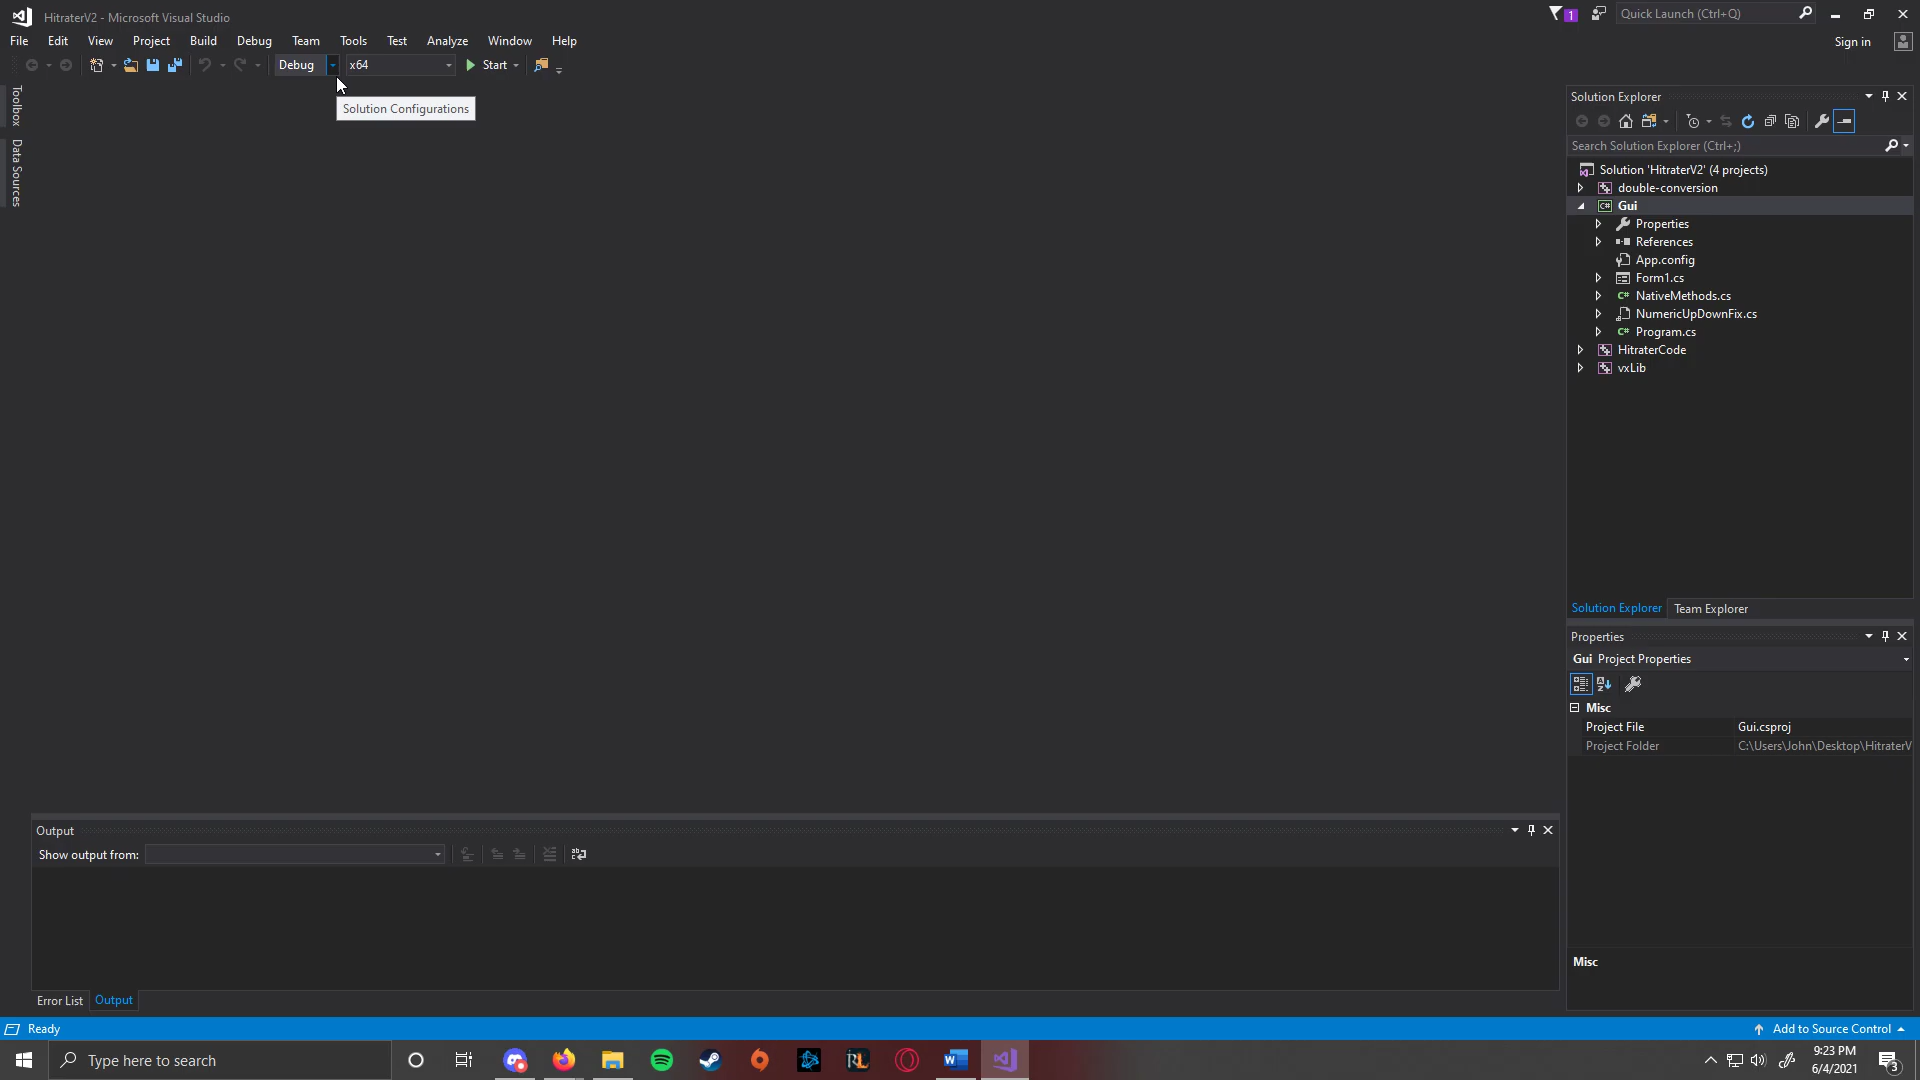 HitraterV2 - Microsoft Visual Studio
1
Quick Launch (Ctrl+Q)
File Edit View Project Build Debug Team Tools Test Analyze Window Help
Sign in
Debug x64 Start
Solution Configurations
Toolbox
Data Sources
Solution Explorer
Search Solution Explorer (Ctrl+;)
Solution 'HitraterV2' (4 projects)
double-conversion
C# Gui
Properties
References
App.config
Form1.cs
C# NativeMethods.cs
NumericUpDownFix.cs
C# Program.cs
HitraterCode
vxLib
Solution Explorer Team Explorer
Properties
Gui Project Properties
Misc
Project File Gui.csproj
Project Folder C:\Users\John\Desktop\HitraterV
Misc
Output
Show output from:
Error List Output
Ready
Add to Source Control
Type here to search
9:23 PM
6/4/2021
3